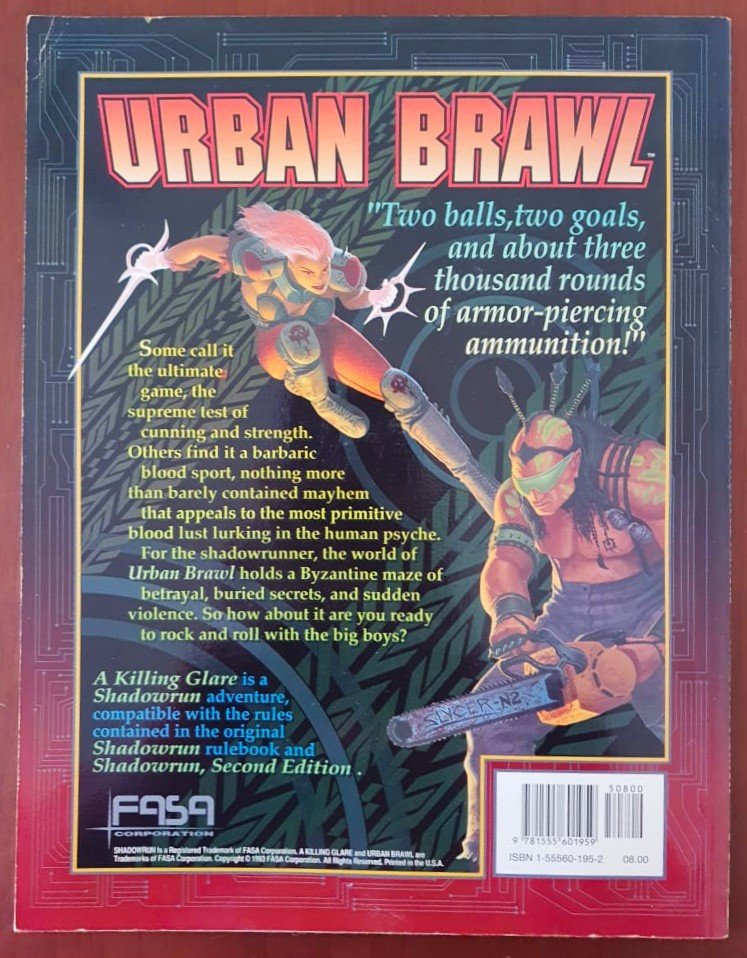 URBAN BRAWL™
"Two balls,two goals,
and about three
thousand rounds
of armor-piercing
ammunition!"
Some call it
the ultimate
game, the
supreme test of
cunning and strength.
Others find it a barbaric
blood sport, nothing more
than barely contained mayhem
that appeals to the most primitive
blood lust lurking in the human psyche.
For the shadowrunner, the world of
Urban Brawl holds a Byzantine maze of
betrayal, buried secrets, and sudden
violence. So how about it are you ready
to rock and roll with the big boys?
A Killing Glare is a
Shadowrun adventure,
compatible with the rules
contained in the original
Shadowrun rulebook and
Shadowrun, Second Edition .
SLYCER-N2
FASA
CORPORATION
SHADOWRUN is a Registered Trademark of FASA Corporation. A KILLING GLARE and URBAN BRAWL are
Trademarks of FASA Corporation. Copyright © 1993 FASA Corporation. All Rights Reserved. Printed in the U.S.A.
50800
9 781555 601959
ISBN 1-55560-195-2 08.00